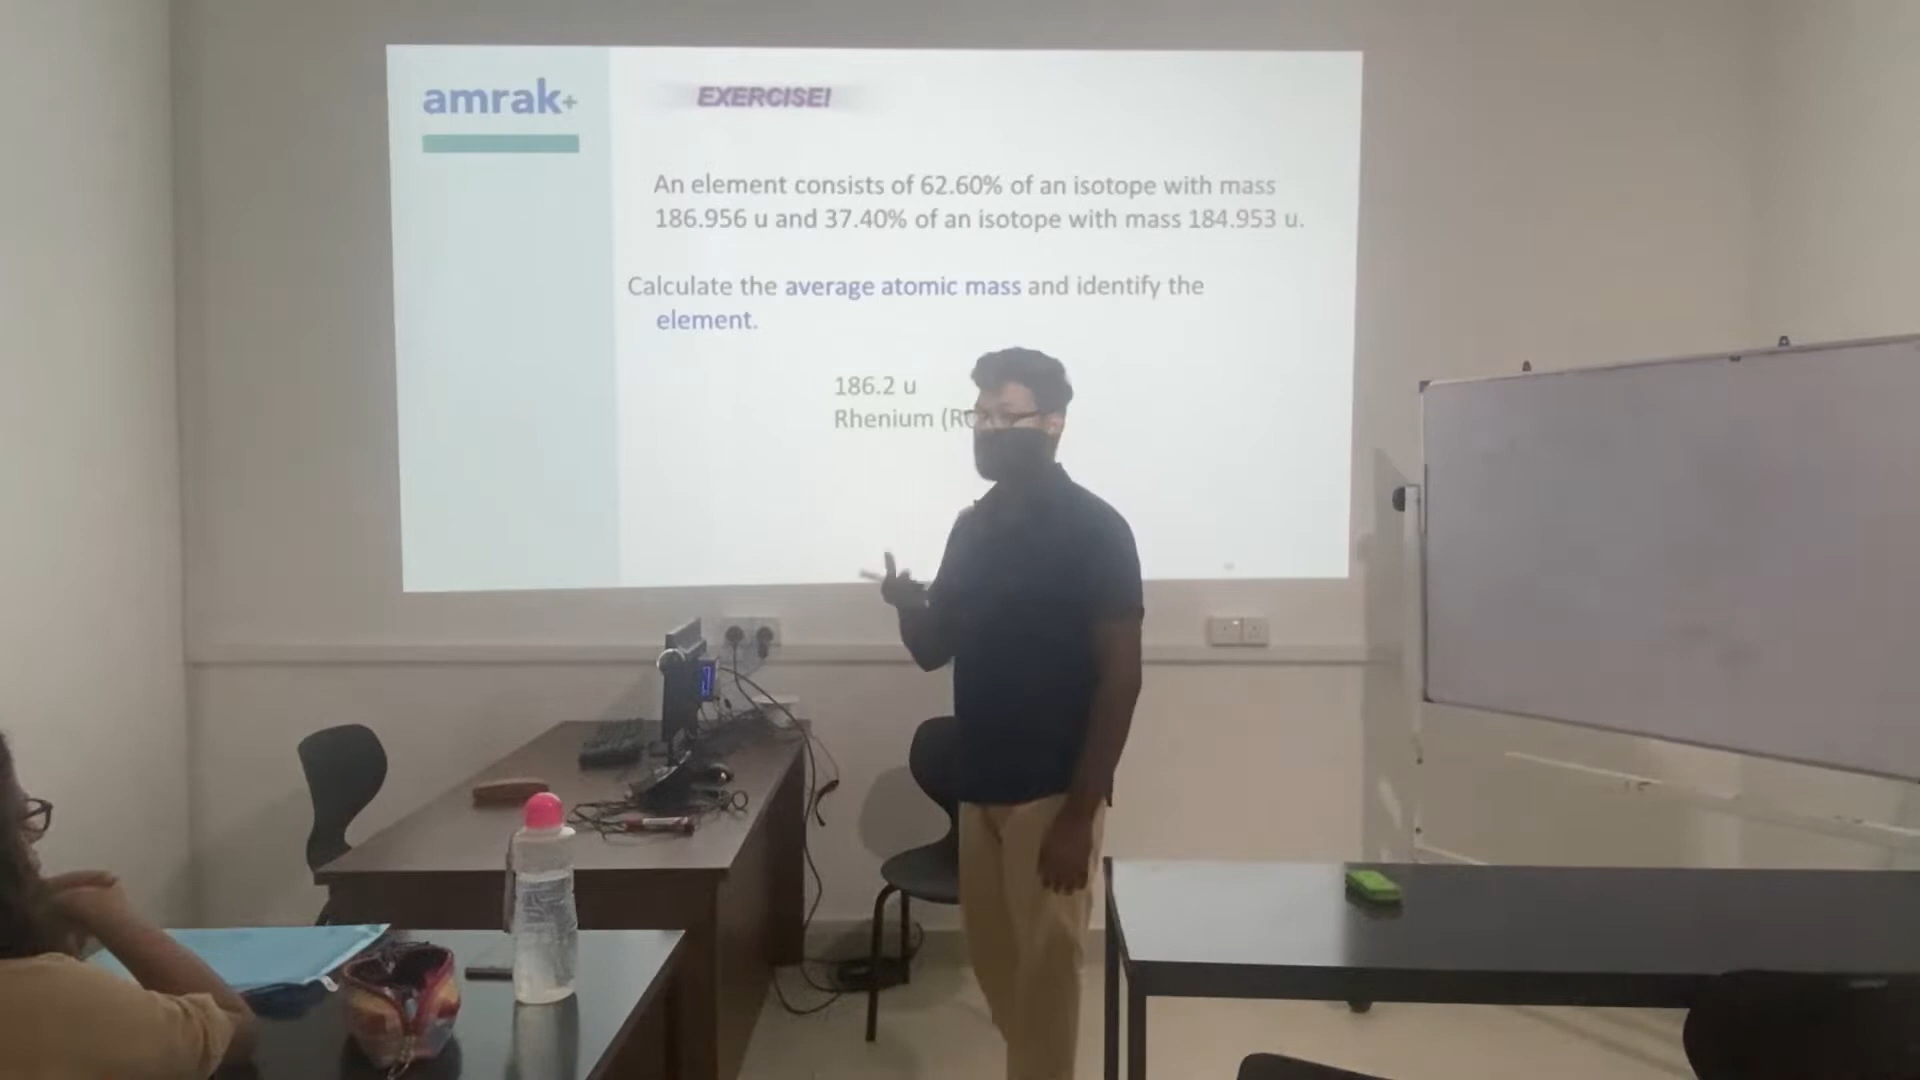 amrak+
EXERCISE!
An element consists of 62.60% of an isotope with mass
186.956 u and 37.40% of an isotope with mass 184.953 u.
Calculate the average atomic mass and identify the
element.
186.2 u
Rhenium